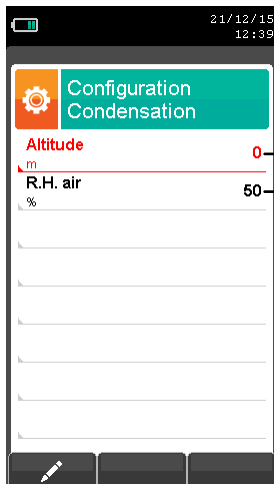 21/12/15
12:39
Configuration
Condensation
Altitude
0
m
R.H. air
50
%